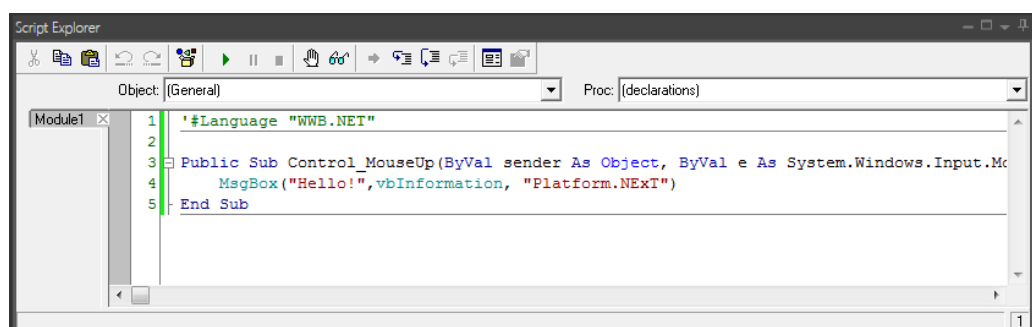 Script Explorer
Object: (General) Proc: (declarations)
Module1
1 '#Language "WWB.NET"
2
3 Public Sub Control_MouseUp(ByVal sender As Object, ByVal e As System.Windows.Input.Mo
4 MsgBox("Hello!",vbInformation, "Platform.NExT")
5 End Sub
1